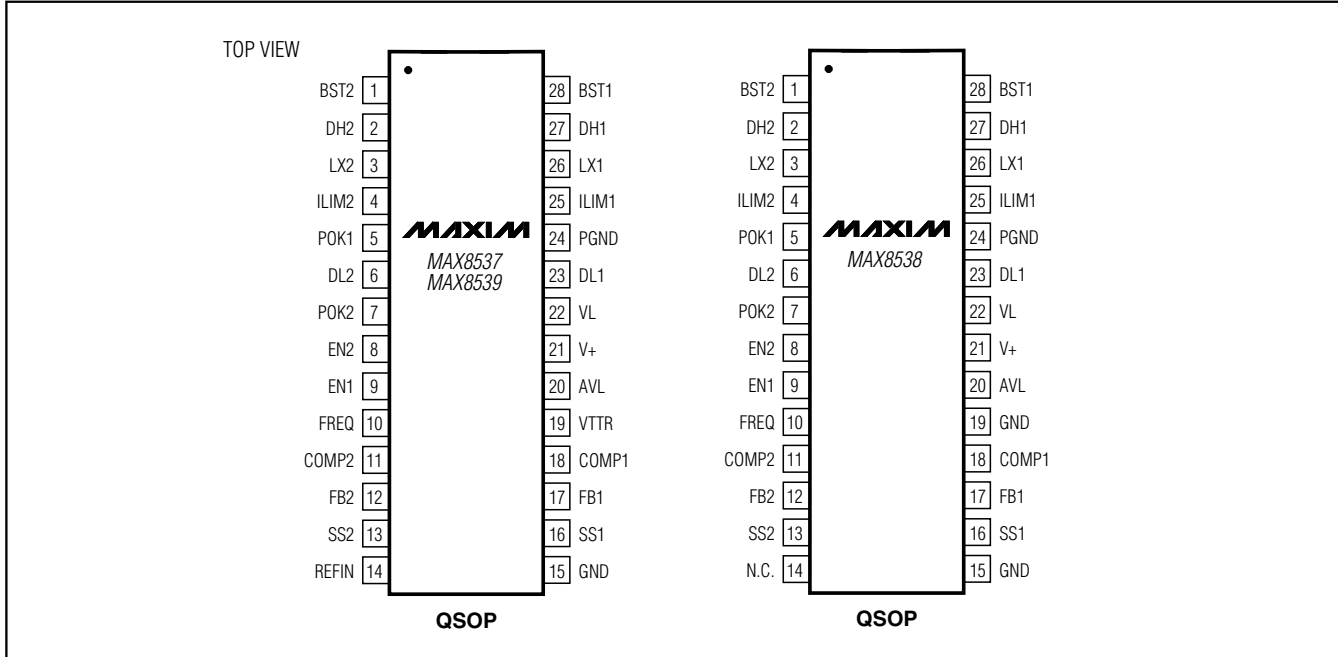 TOP VIEW
BST2 1 28 BST1
DH2 2 27 DH1
LX2 3 26 LX1
ILIM2 4 25 ILIM1
POK1 5 24 PGND
DL2 6 23 DL1
POK2 7 22 VL
EN2 8 21 V+
EN1 9 20 AVL
FREQ 10 19 VTTR
COMP2 11 18 COMP1
FB2 12 17 FB1
SS2 13 16 SS1
REFIN 14 15 GND
MAXIM
MAX8537
MAX8539
QSOP
BST2 1 28 BST1
DH2 2 27 DH1
LX2 3 26 LX1
ILIM2 4 25 ILIM1
POK1 5 24 PGND
DL2 6 23 DL1
POK2 7 22 VL
EN2 8 21 V+
EN1 9 20 AVL
FREQ 10 19 GND
COMP2 11 18 COMP1
FB2 12 17 FB1
SS2 13 16 SS1
N.C. 14 15 GND
MAXIM
MAX8538
QSOP